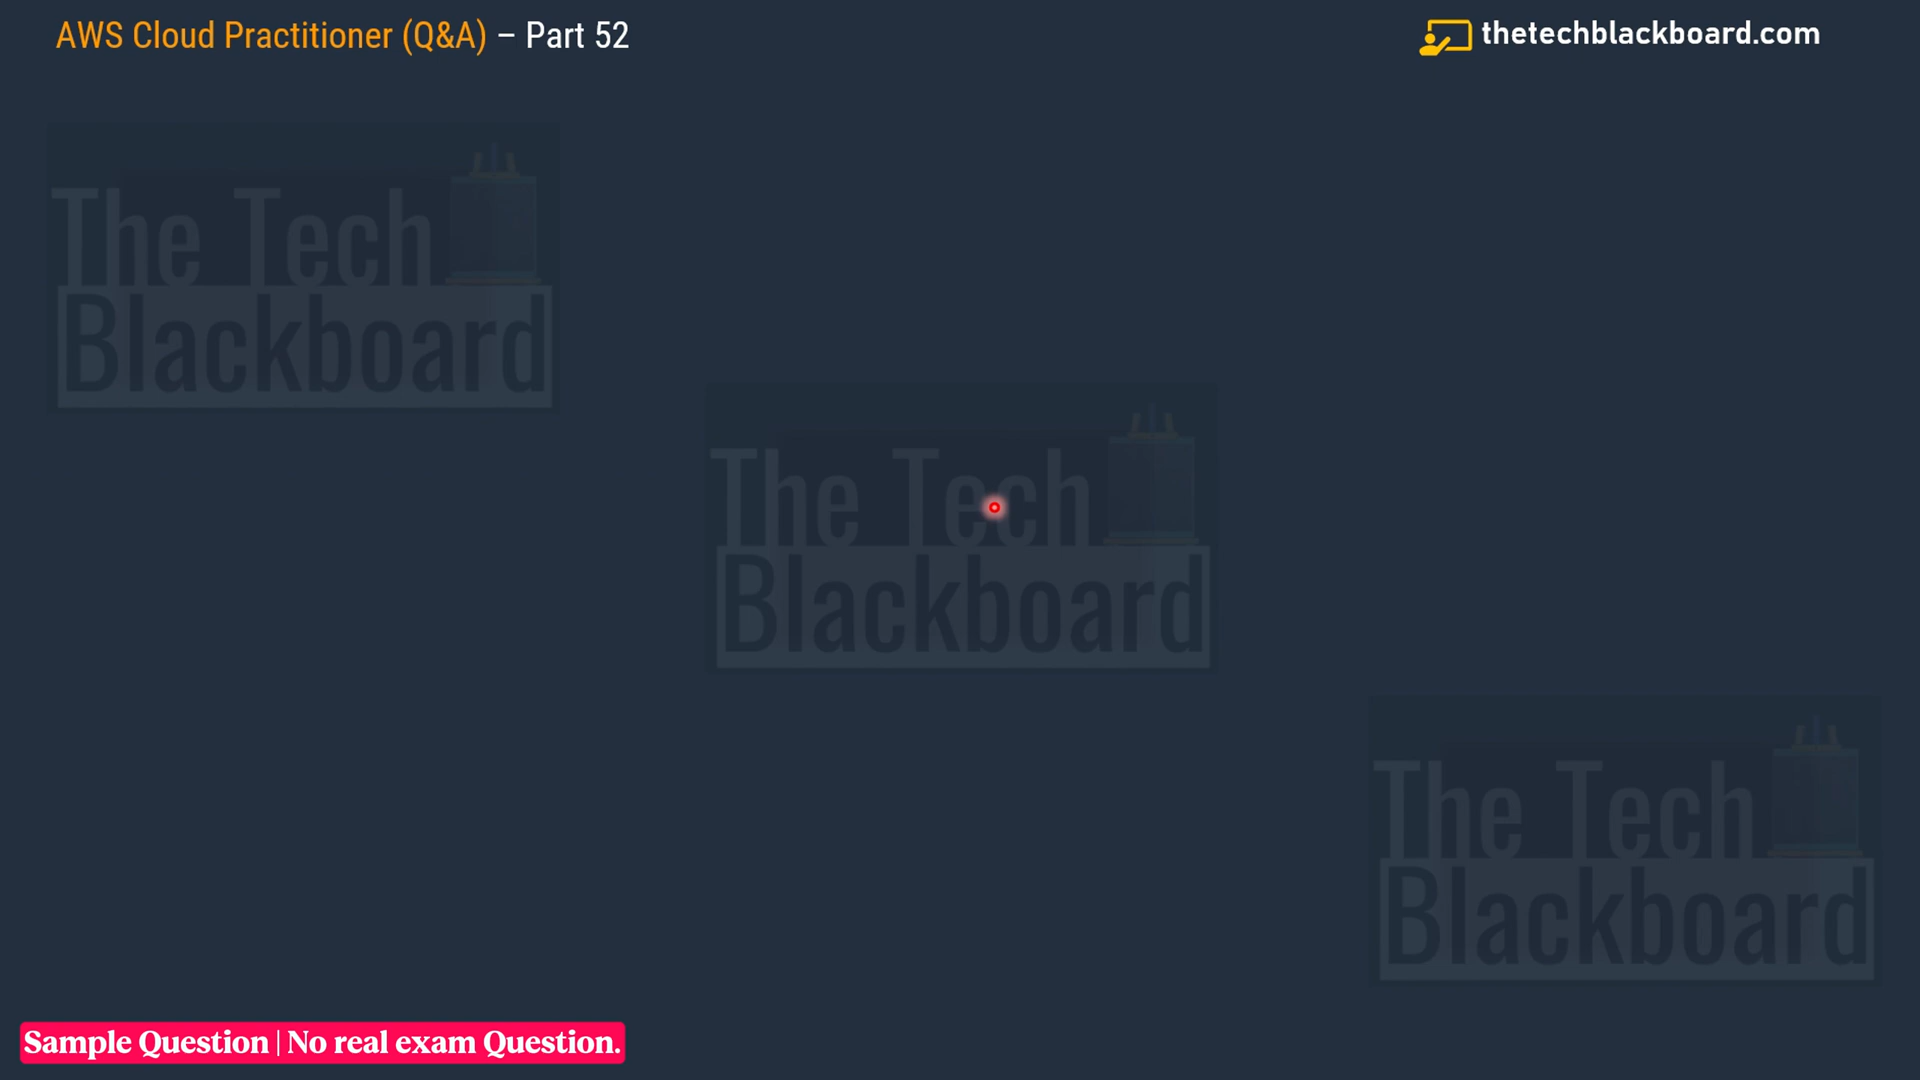 AWS Cloud Practitioner (Q&A) – Part 52
thetechblackboard.com
The Tech
Blackboard
The Tech
Blackboard
The Tech
Blackboard
Sample Question | No real exam Question.